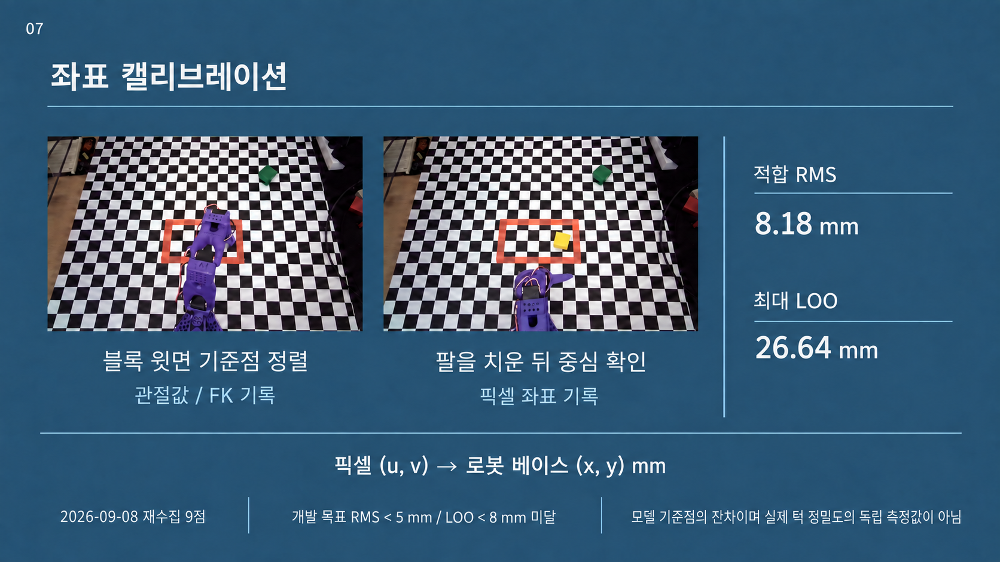 07
좌표 캘리브레이션
블록 윗면 기준점 정렬
관절값 / FK 기록
팔을 치운 뒤 중심 확인
픽셀 좌표 기록
적합 RMS
8.18 mm
최대 LOO
26.64 mm
픽셀 (u, v) → 로봇 베이스 (x, y) mm
2026-09-08 재수집 9점
개발 목표 RMS < 5 mm / LOO < 8 mm 미달
모델 기준점의 잔차이며 실제 턱 정밀도의 독립 측정값이 아님